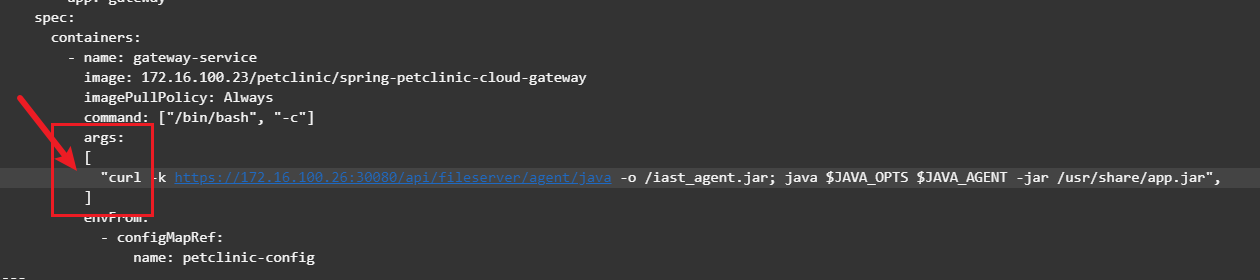 app: gateway
spec:
containers:
- name: gateway-service
image: 172.16.100.23/petclinic/spring-petclinic-cloud-gateway
imagePullPolicy: Always
command: ["/bin/bash", "-c"]
args:
[
"curl -k https://172.16.100.26:30080/api/fileserver/agent/java -o /iast_agent.jar; java $JAVA_OPTS $JAVA_AGENT -jar /usr/share/app.jar",
]
envFrom:
- configMapRef:
name: petclinic-config
---